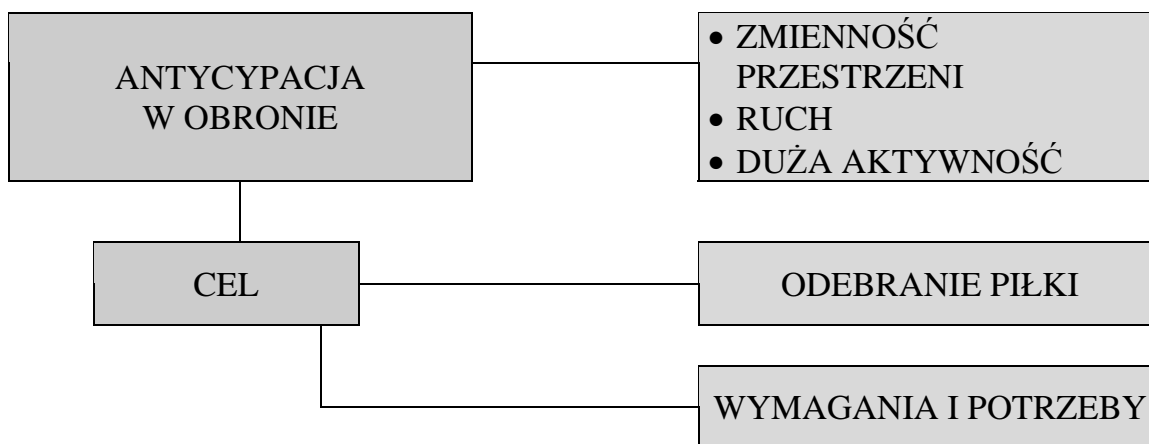 ANTYCYPACJA
W OBRONIE
• ZMIENNOŚĆ
PRZESTRZENI
• RUCH
• DUŻA AKTYWNOŚĆ
CEL
ODEBRANIE PIŁKI
WYMAGANIA I POTRZEBY